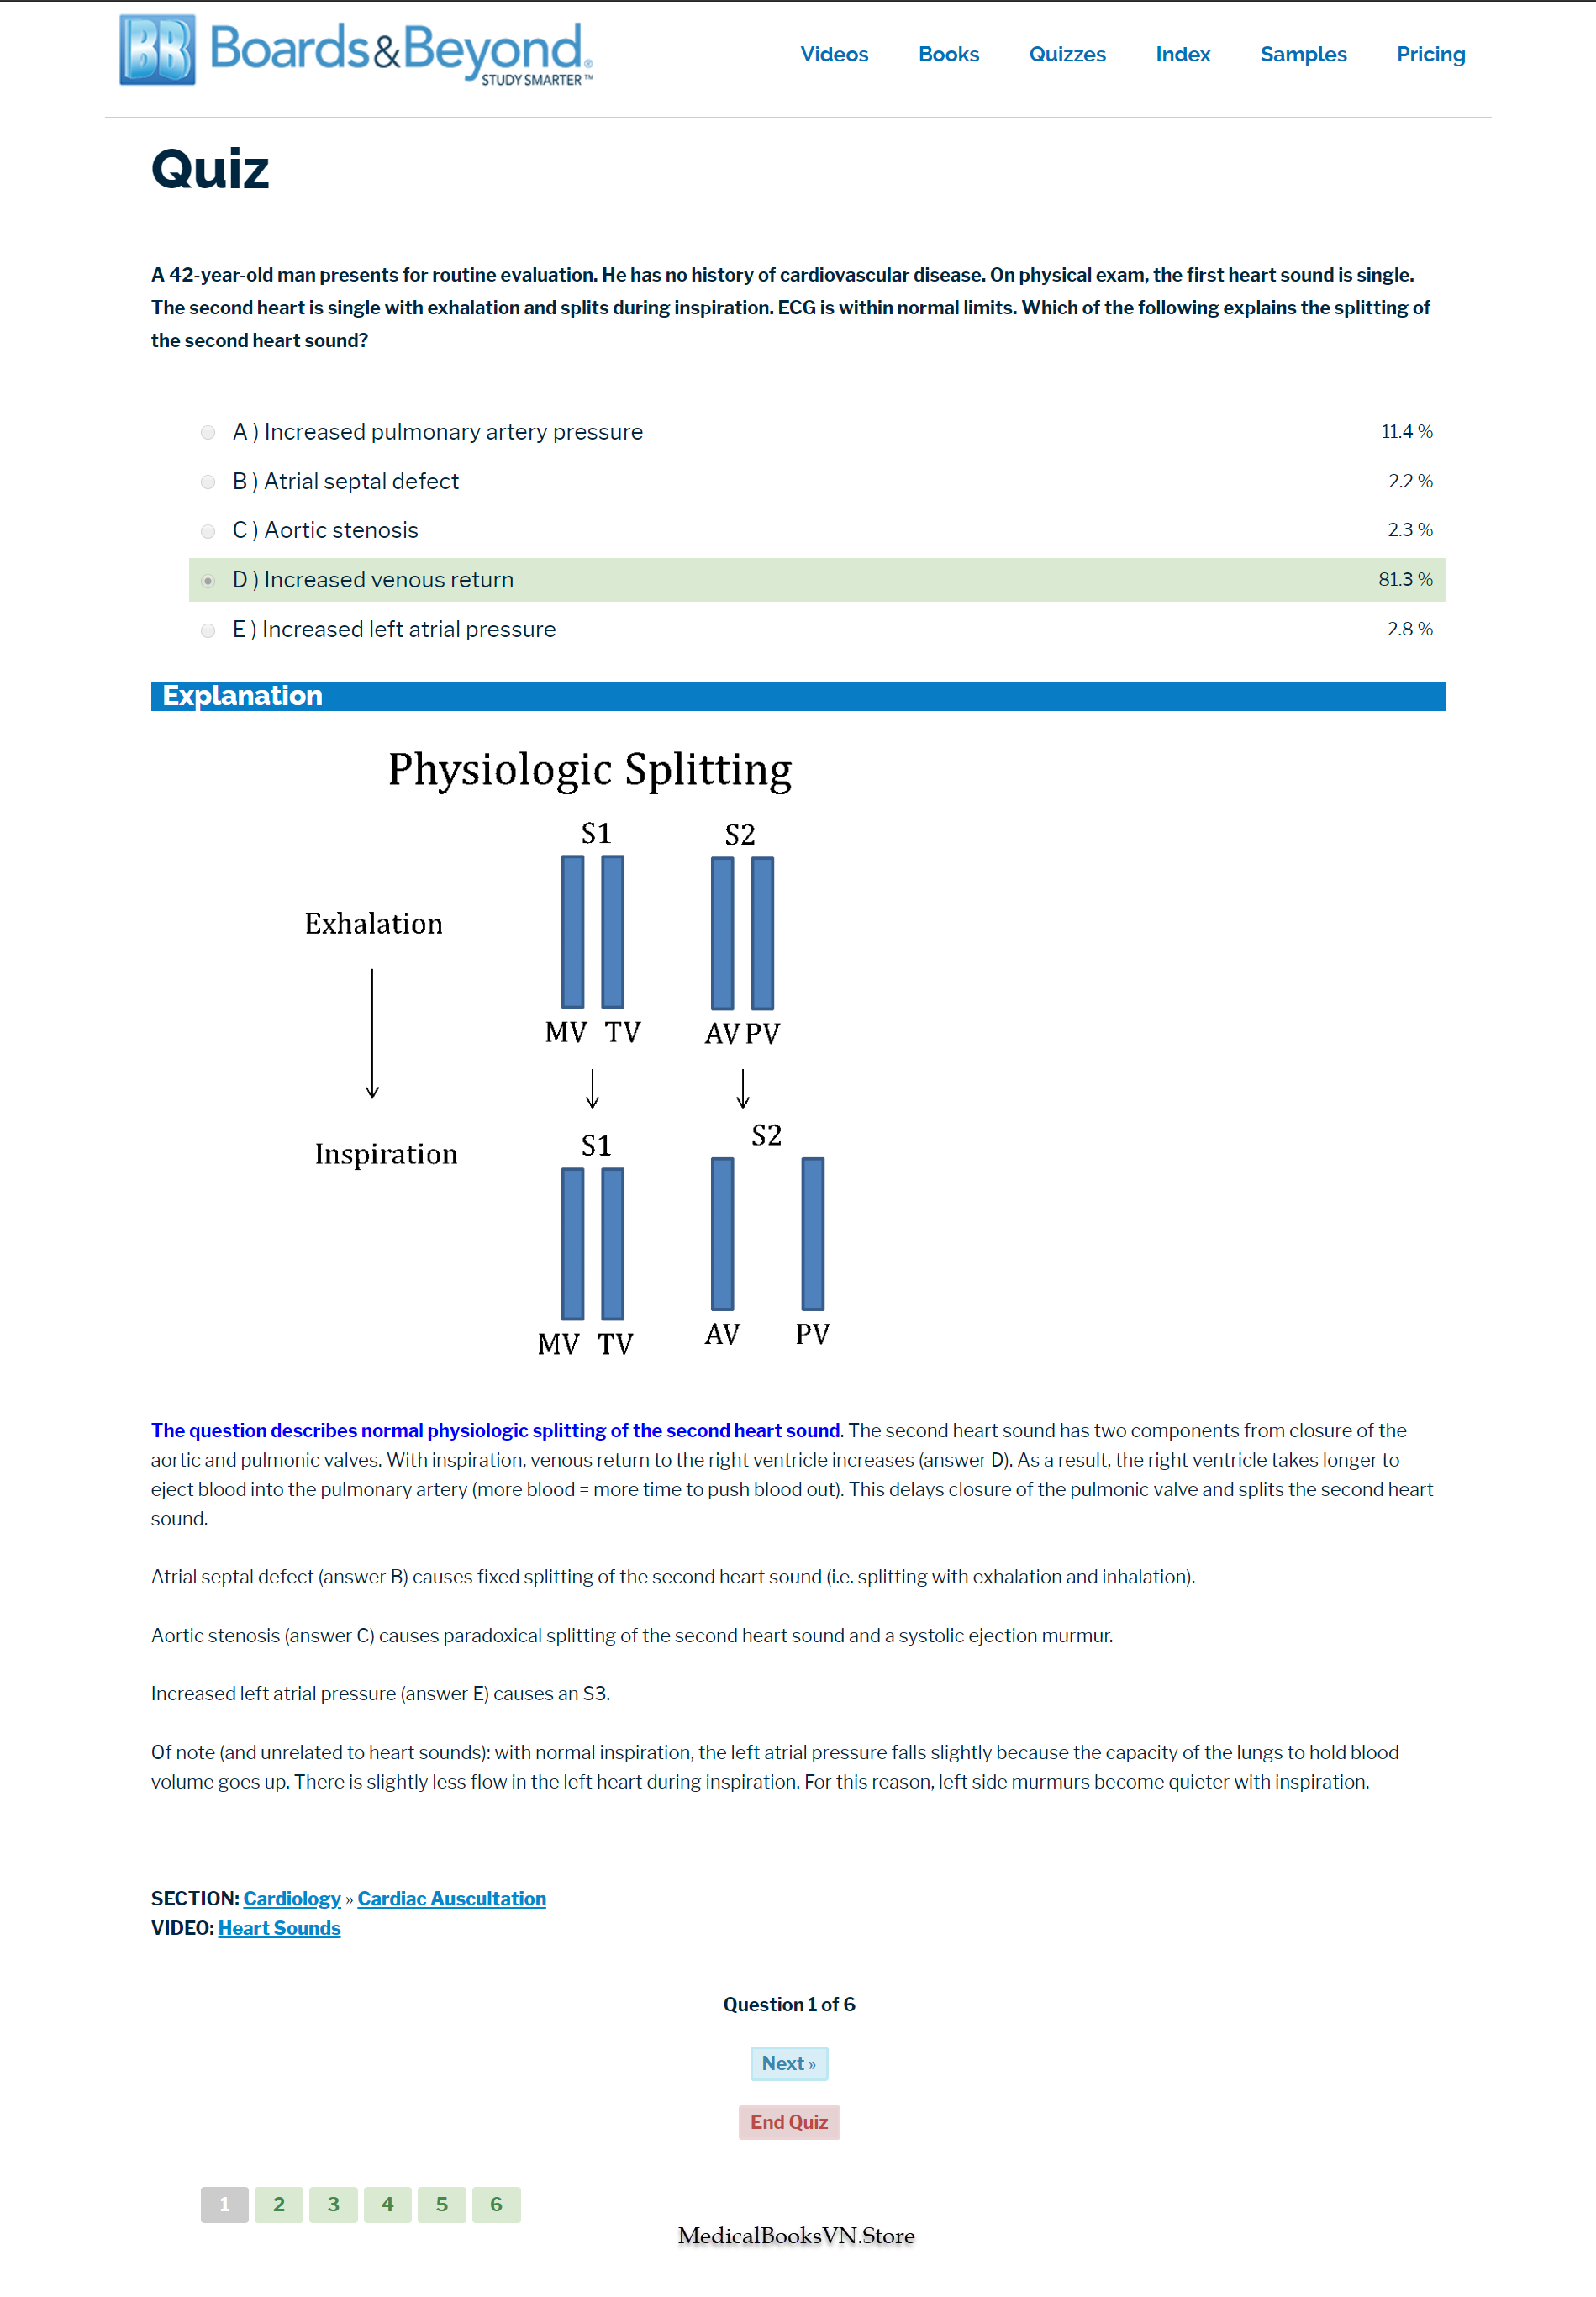 BB Boards&Beyond®
STUDY SMARTER™
Videos Books Quizzes Index Samples Pricing
Quiz
A 42-year-old man presents for routine evaluation. He has no history of cardiovascular disease. On physical exam, the first heart sound is single.
The second heart is single with exhalation and splits during inspiration. ECG is within normal limits. Which of the following explains the splitting of
the second heart sound?
A ) Increased pulmonary artery pressure 11.4 %
B ) Atrial septal defect 2.2 %
C ) Aortic stenosis 2.3 %
D ) Increased venous return 81.3 %
E ) Increased left atrial pressure 2.8 %
Explanation
Physiologic Splitting
S1 S2
Exhalation
MV TV AV PV
S1 S2
Inspiration
MV TV AV PV
The question describes normal physiologic splitting of the second heart sound. The second heart sound has two components from closure of the
aortic and pulmonic valves. With inspiration, venous return to the right ventricle increases (answer D). As a result, the right ventricle takes longer to
eject blood into the pulmonary artery (more blood = more time to push blood out). This delays closure of the pulmonic valve and splits the second heart
sound.
Atrial septal defect (answer B) causes fixed splitting of the second heart sound (i.e. splitting with exhalation and inhalation).
Aortic stenosis (answer C) causes paradoxical splitting of the second heart sound and a systolic ejection murmur.
Increased left atrial pressure (answer E) causes an S3.
Of note (and unrelated to heart sounds): with normal inspiration, the left atrial pressure falls slightly because the capacity of the lungs to hold blood
volume goes up. There is slightly less flow in the left heart during inspiration. For this reason, left side murmurs become quieter with inspiration.
SECTION: Cardiology » Cardiac Auscultation
VIDEO: Heart Sounds
Question 1 of 6
Next »
End Quiz
1 2 3 4 5 6
MedicalBooksVN.Store